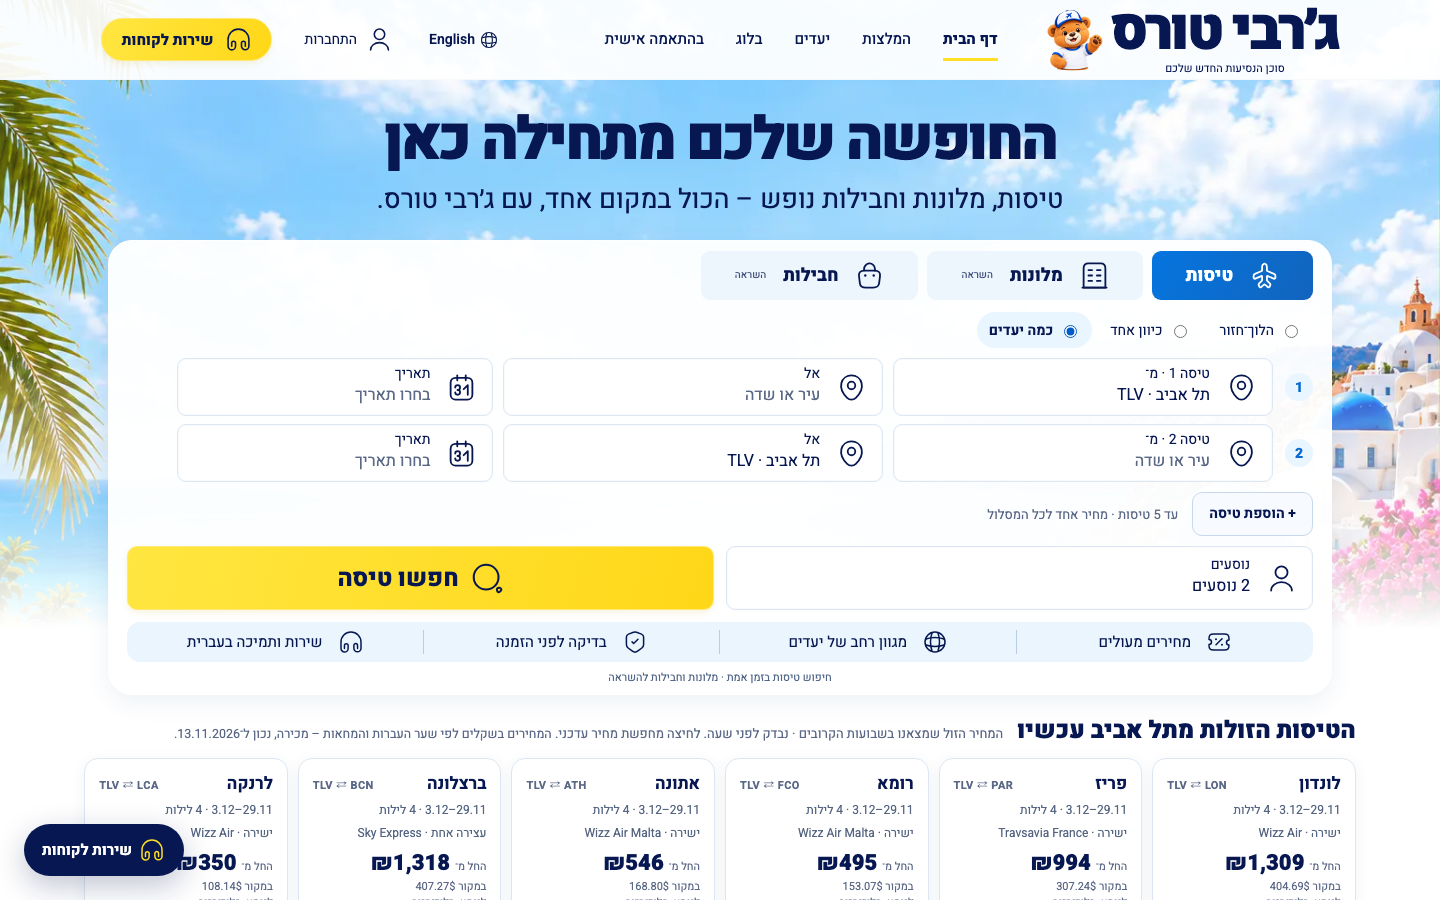 ג׳רבי טורס
סוכן הנסיעות החדש שלכם
דף הבית
המלצות
יעדים
בלוג
בהתאמה אישית
English
התחברות
שירות לקוחות
החופשה שלכם מתחילה כאן
טיסות, מלונות וחבילות נופש – הכול במקום אחד, עם ג׳רבי טורס.
טיסות
מלונות השראה
חבילות השראה
הלוך־חזור
כיוון אחד
כמה יעדים
1
טיסה 1 · מ־
תל אביב · TLV
אל
עיר או שדה
תאריך
בחרו תאריך
2
טיסה 2 · מ־
עיר או שדה
אל
תל אביב · TLV
תאריך
בחרו תאריך
+ הוספת טיסה
עד 5 טיסות · מחיר אחד לכל המסלול
נוסעים
2 נוסעים
חפשו טיסה
מחירים מעולים
מגוון רחב של יעדים
בדיקה לפני הזמנה
שירות ותמיכה בעברית
חיפוש טיסות בזמן אמת · מלונות וחבילות להשראה
הטיסות הזולות מתל אביב עכשיו
המחיר הזול שמצאנו בשבועות הקרובים · נבדק לפני שעה. לחיצה מחפשת מחיר עדכני. המחירים בשקלים לפי שער העברות והמחאות – מכירה, נכון ל־13.11.2026.
לונדון
TLV ⇄ LON
29.11–3.12 · 4 לילות
ישירה · Wizz Air
החל מ־ ₪1,309
במקור $404.69
פריז
TLV ⇄ PAR
29.11–3.12 · 4 לילות
ישירה · Travsavia France
החל מ־ ₪994
במקור $307.24
רומא
TLV ⇄ FCO
29.11–3.12 · 4 לילות
ישירה · Wizz Air Malta
החל מ־ ₪495
במקור $153.07
אתונה
TLV ⇄ ATH
29.11–3.12 · 4 לילות
ישירה · Wizz Air Malta
החל מ־ ₪546
במקור $168.80
ברצלונה
TLV ⇄ BCN
29.11–3.12 · 4 לילות
עצירה אחת · Sky Express
החל מ־ ₪1,318
במקור $407.27
לרנקה
TLV ⇄ LCA
29.11–3.12 · 4 לילות
ישירה · Wizz Air
החל מ־ ₪350
במקור $108.14
שירות לקוחות